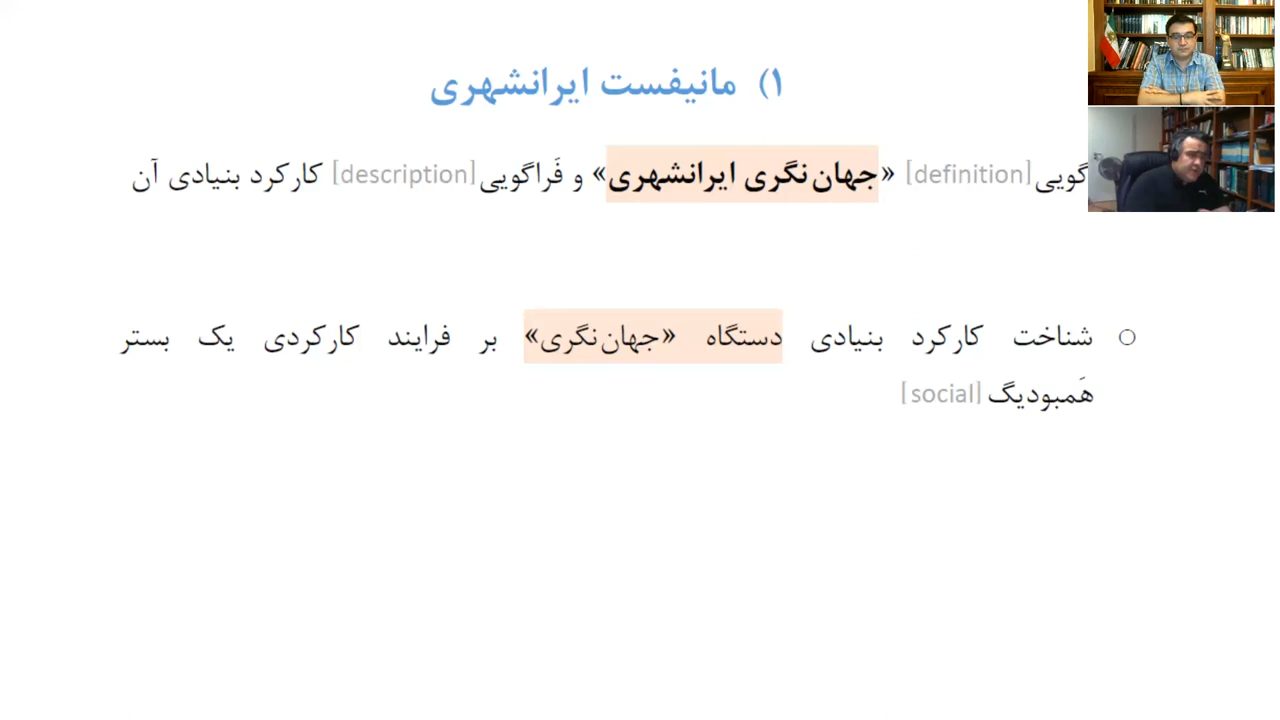 ۱) مانیفست ایرانشهری
گویی [definition] «جهان‌نگری ایرانشهری» و فَراگویی [description] کارکرد بنیادی آن
○ شناخت کارکرد بنیادی دستگاه «جهان‌نگری» بر فرایند کارکردی یک بستر
هَمبودیگ [social]